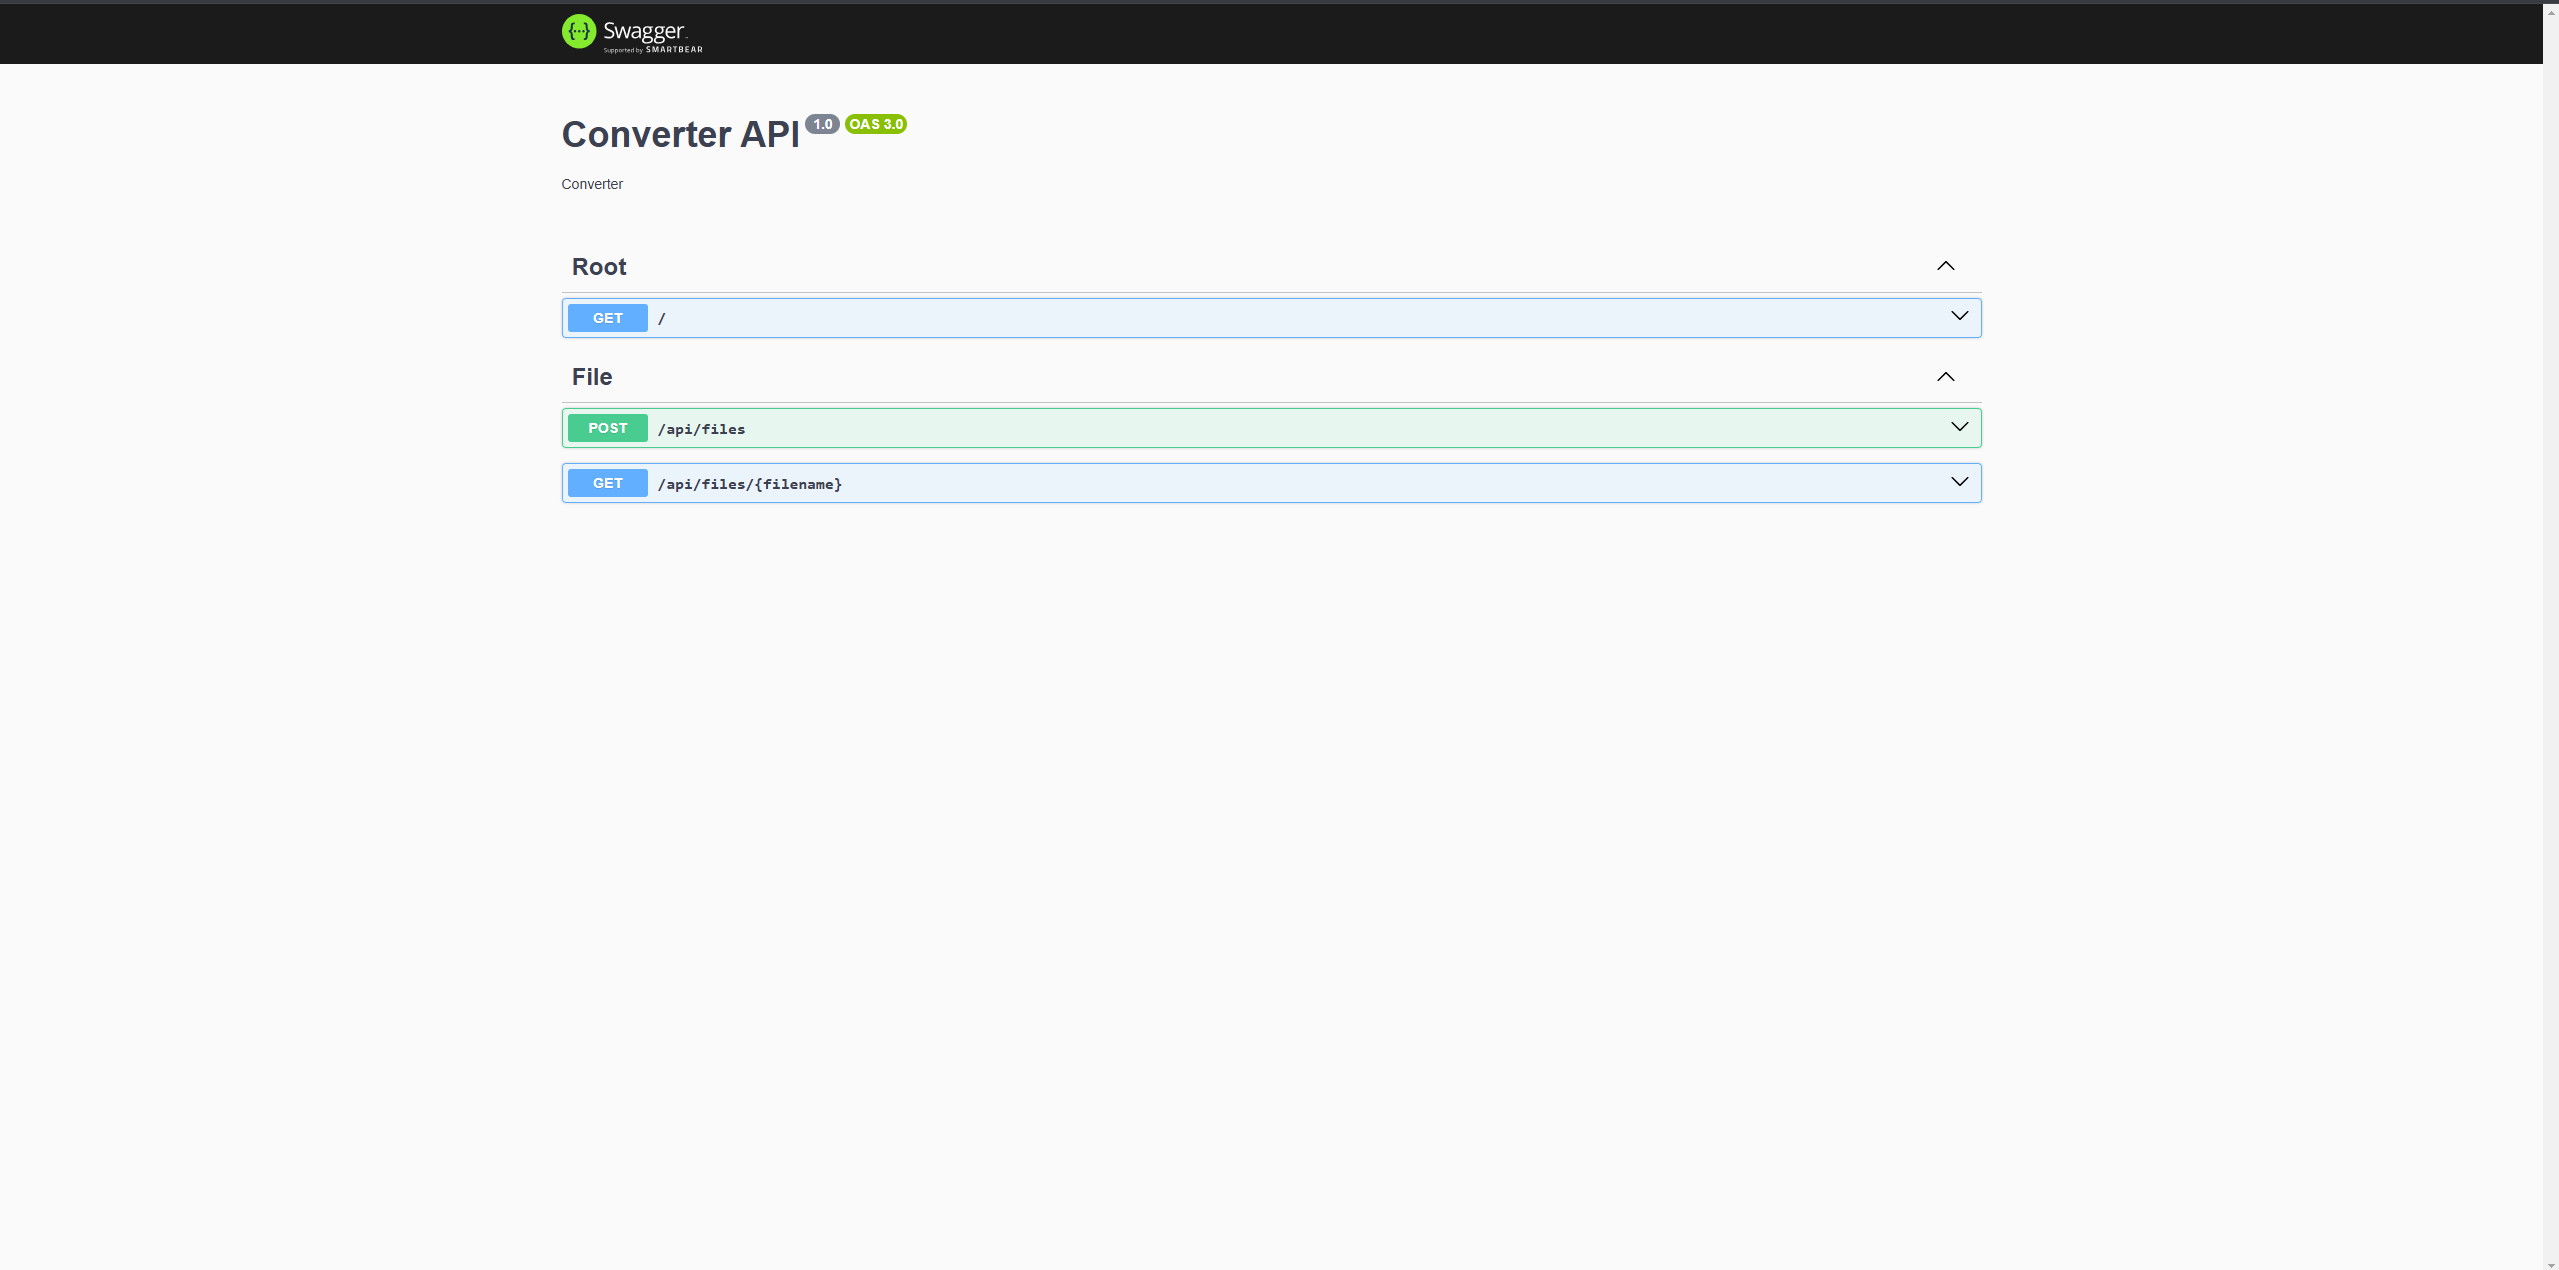 Swagger
Supported by SMARTBEAR
Converter API 1.0 OAS 3.0
Converter
Root
GET /
File
POST /api/files
GET /api/files/{filename}